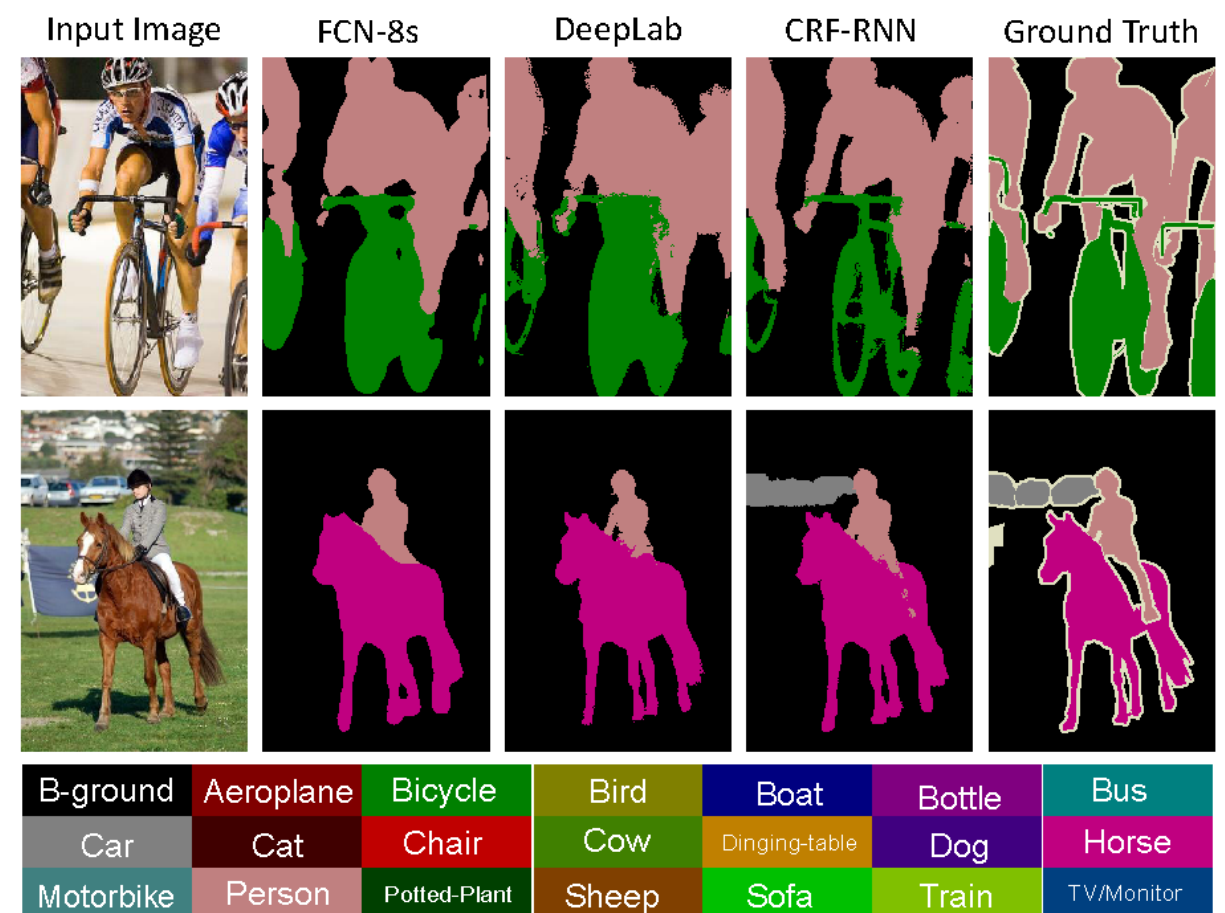 Input Image FCN-8s DeepLab CRF-RNN Ground Truth
B-ground Aeroplane Bicycle Bird Boat Bottle Bus
Car Cat Chair Cow Dinging-table Dog Horse
Motorbike Person Potted-Plant Sheep Sofa Train TV/Monitor